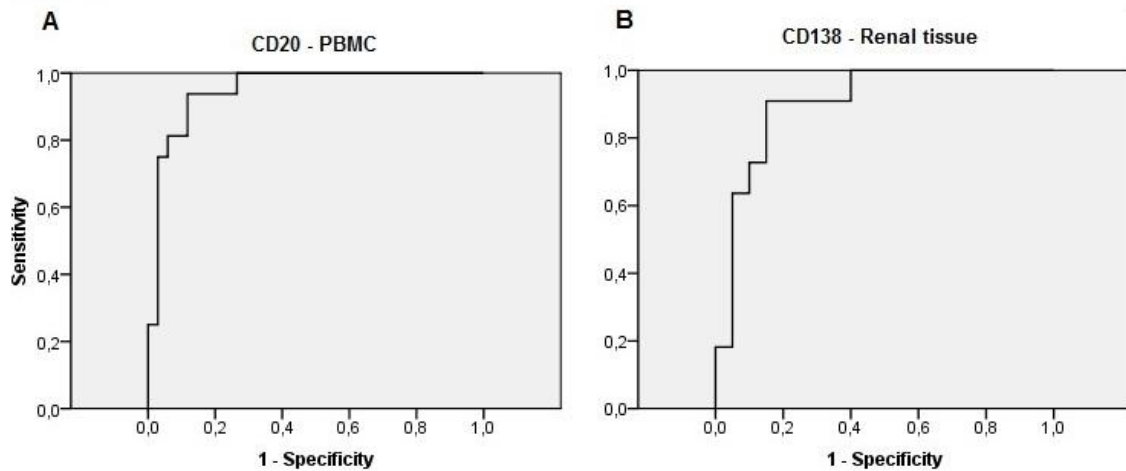 A
CD20 - PBMC
1,0
0,8
0,6
0,4
0,2
0,0
Sensitivity
0,0 0,2 0,4 0,6 0,8 1,0
1 - Specificity
B
CD138 - Renal tissue
1,0
0,8
0,6
0,4
0,2
0,0
0,0 0,2 0,4 0,6 0,8 1,0
1 - Specificity